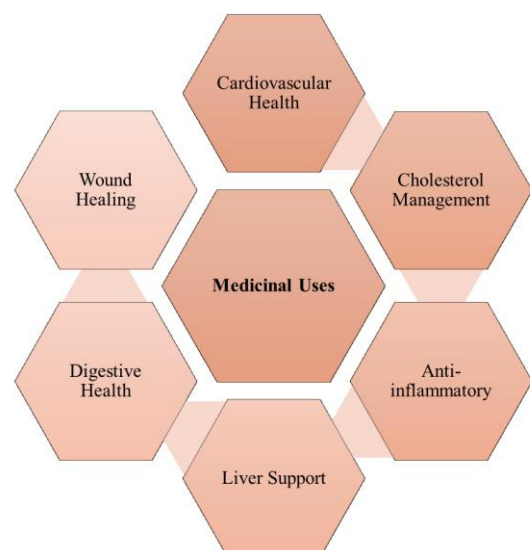 Cardiovascular
Health
Cholesterol
Management
Anti-
inflammatory
Liver Support
Digestive
Health
Wound
Healing
Medicinal Uses